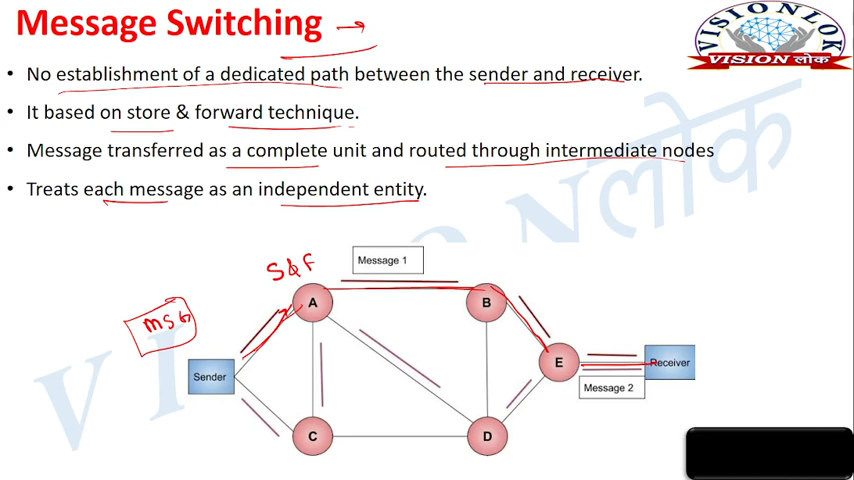 Message Switching
VISIONLOK
VISION लोक
• No establishment of a dedicated path between the sender and receiver.
• It based on store & forward technique.
• Message transferred as a complete unit and routed through intermediate nodes
• Treats each message as an independent entity.
VISIONलोक
S&F
Message 1
A
B
MSG
E
Receiver
Sender
Message 2
C
D